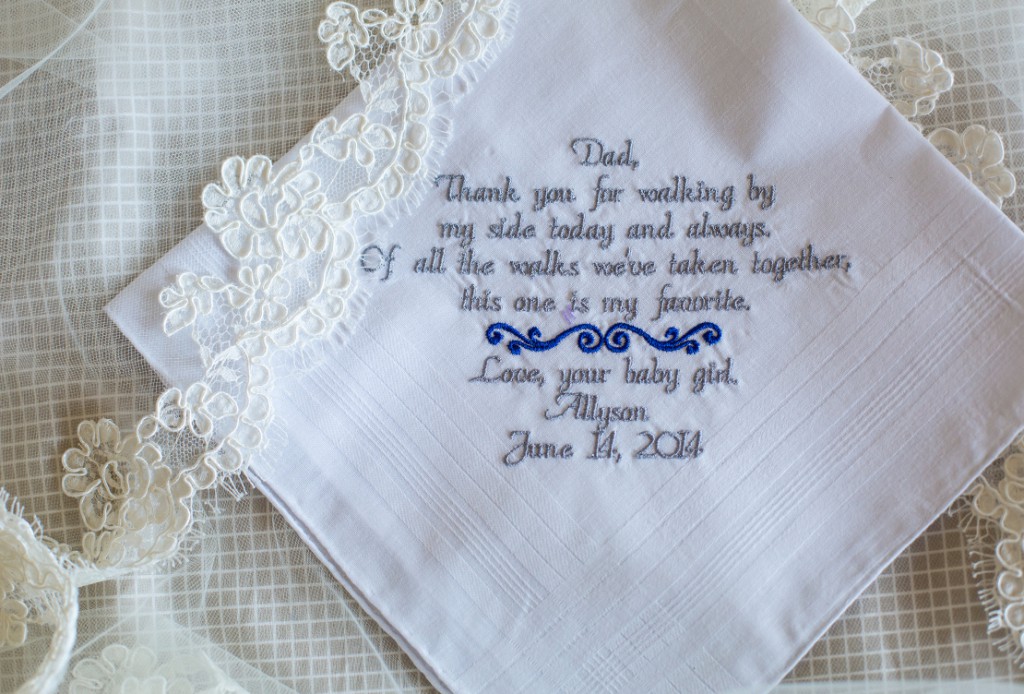 Dad,
Thank you for walking by
my side today and always.
Of all the walks we've taken together,
this one is my favorite.
Love, your baby girl.
Allyson
June 14, 2014